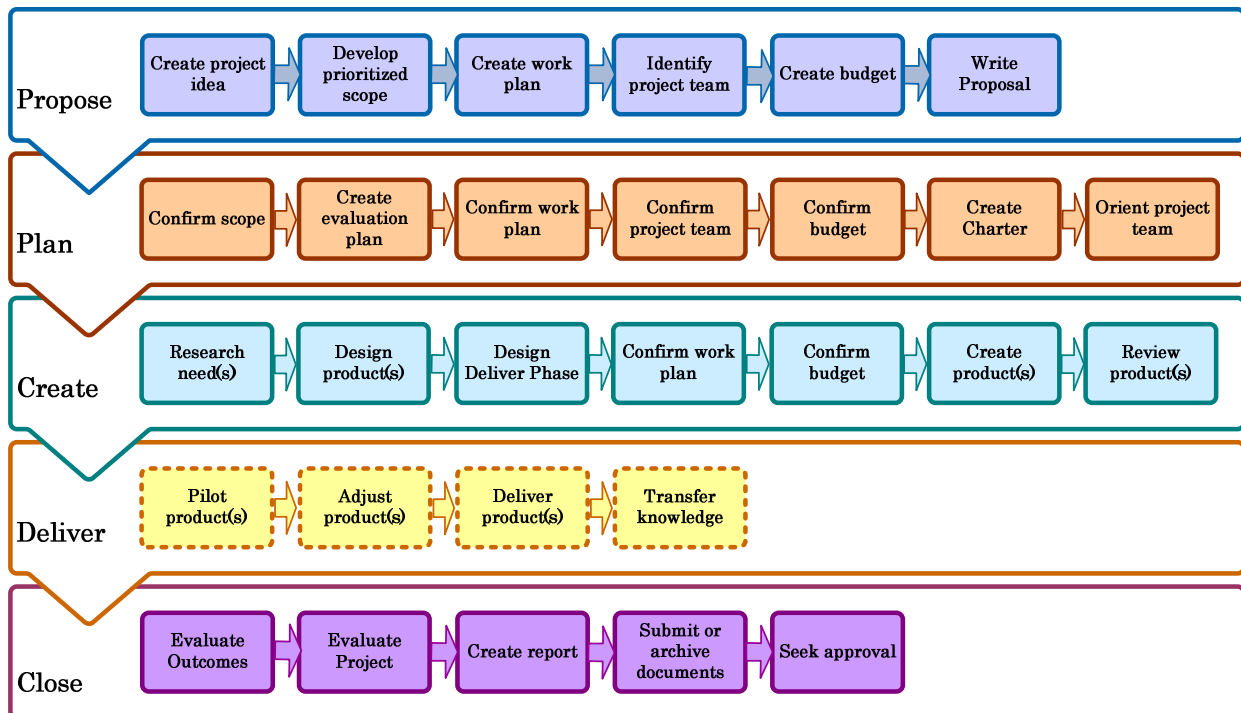 Propose
Create project
idea
Develop
prioritized
scope
Create work
plan
Identify
project team
Create budget
Write
Proposal
Plan
Confirm scope
Create
evaluation
plan
Confirm work
plan
Confirm
project team
Confirm
budget
Create
Charter
Orient project
team
Create
Research
need(s)
Design
product(s)
Design
Deliver Phase
Confirm work
plan
Confirm
budget
Create
product(s)
Review
product(s)
Deliver
Pilot
product(s)
Adjust
product(s)
Deliver
product(s)
Transfer
knowledge
Close
Evaluate
Outcomes
Evaluate
Project
Create report
Submit or
archive
documents
Seek approval